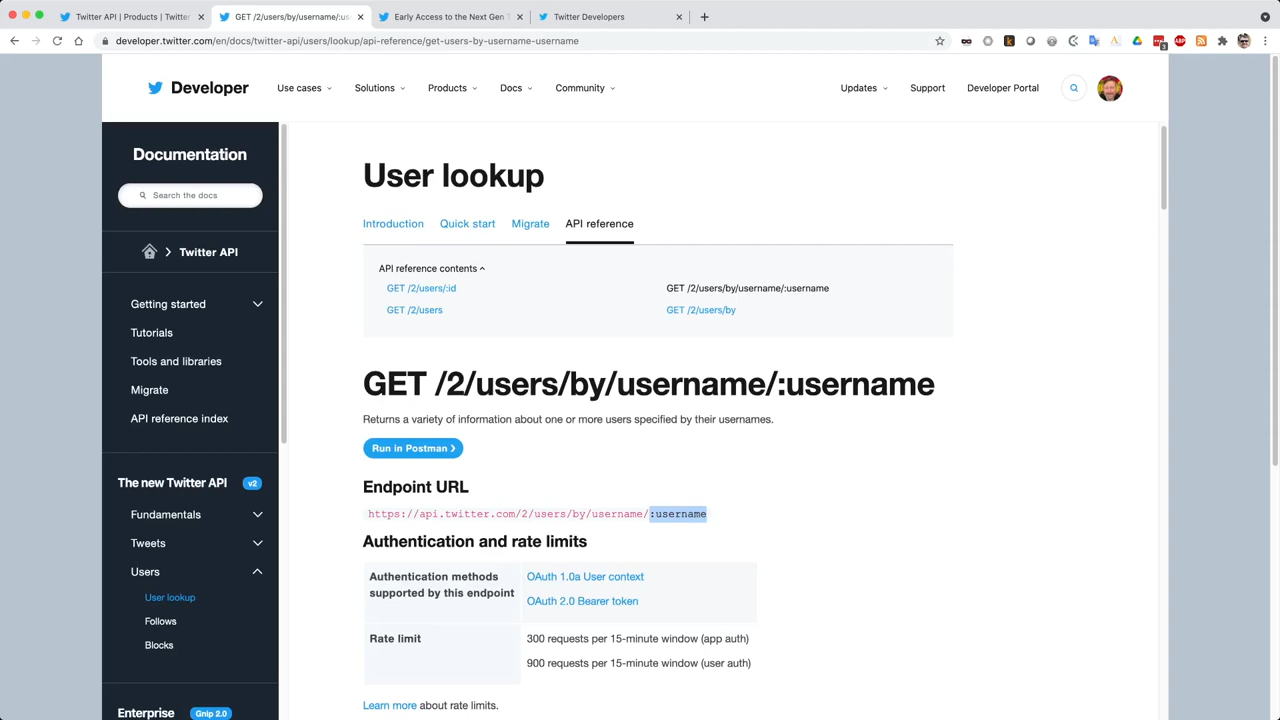 Twitter API | Products | Twitter
GET /2/users/by/username/:us
Early Access to the Next Gen T
Twitter Developers
developer.twitter.com/en/docs/twitter-api/users/lookup/api-reference/get-users-by-username-username
Developer
Use cases
Solutions
Products
Docs
Community
Updates
Support
Developer Portal
Documentation
Search the docs
Twitter API
Getting started
Tutorials
Tools and libraries
Migrate
API reference index
The new Twitter API v2
Fundamentals
Tweets
Users
User lookup
Follows
Blocks
Enterprise Gnip 2.0
User lookup
Introduction Quick start Migrate API reference
API reference contents
GET /2/users/:id GET /2/users/by/username/:username
GET /2/users GET /2/users/by
GET /2/users/by/username/:username
Returns a variety of information about one or more users specified by their usernames.
Run in Postman
Endpoint URL
https://api.twitter.com/2/users/by/username/:username
Authentication and rate limits
Authentication methods
supported by this endpoint
OAuth 1.0a User context
OAuth 2.0 Bearer token
Rate limit
300 requests per 15-minute window (app auth)
900 requests per 15-minute window (user auth)
Learn more about rate limits.